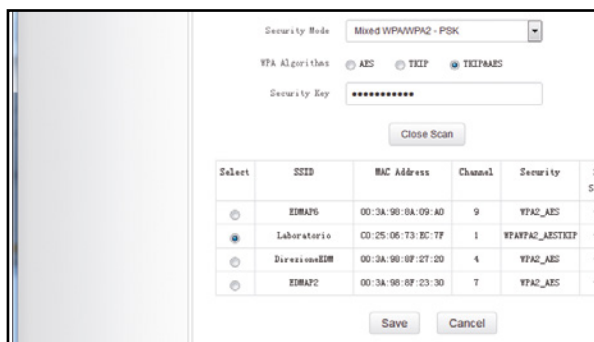 Security Mode Mixed WPA/WPA2 - PSK
WPA Algorithms AES TKIP TKIP&AES
Security Key •••••••••••
Close Scan
Select SSID MAC Address Channel Security
EDMAP6 00:3A:98:8A:09:A0 9 WPA2_AES
Laboratorio C0:25:06:73:EC:7F 1 WPAWPA2_AESTKIP
DirezioneEDM 00:3A:98:8F:27:20 4 WPA2_AES
EDMAP2 00:3A:98:8F:23:30 7 WPA2_AES
Save Cancel